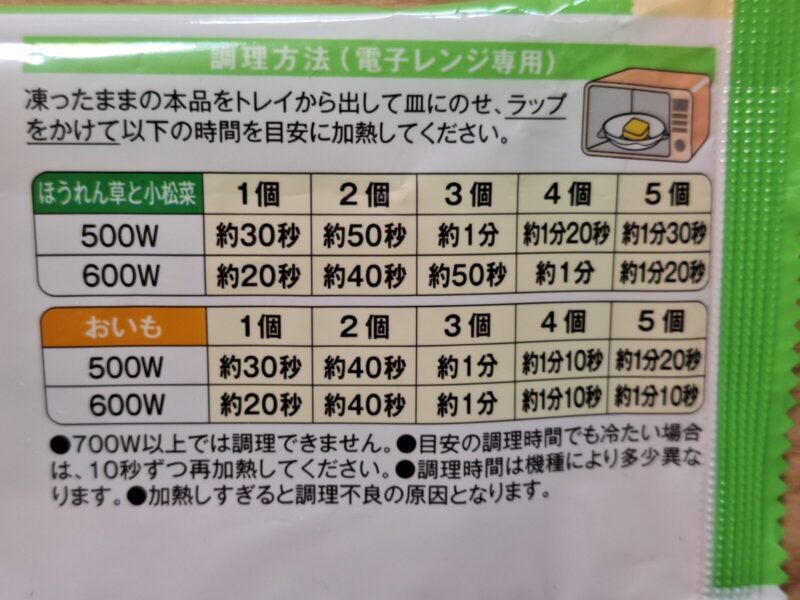 調理方法(電子レンジ専用)
凍ったままの本品をトレイから出して皿にのせ、ラップ
をかけて以下の時間を目安に加熱してください。
ほうれん草と小松菜 1個 2個 3個 4個 5個
500W 約30秒 約50秒 約1分 約1分20秒 約1分30秒
600W 約20秒 約40秒 約50秒 約1分 約1分20秒
おいも 1個 2個 3個 4個 5個
500W 約30秒 約40秒 約1分 約1分10秒 約1分20秒
600W 約20秒 約40秒 約1分 約1分10秒 約1分10秒
●700W以上では調理できません。●目安の調理時間でも冷たい場合
は、10秒ずつ再加熱してください。●調理時間は機種により多少異な
ります。●加熱しすぎると調理不良の原因となります。